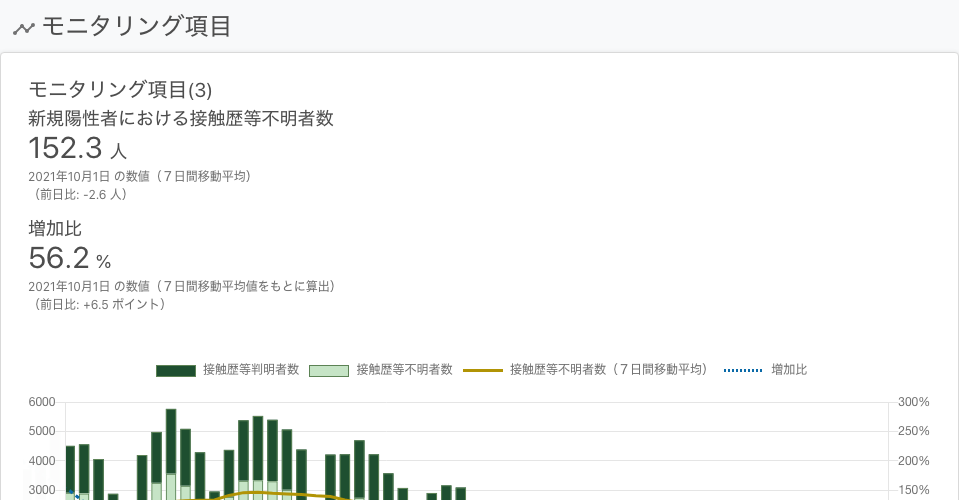 モニタリング項目
モニタリング項目(3)
新規陽性者における接触歴等不明者数
152.3 人
2021年10月1日 の数値（７日間移動平均）
（前日比: -2.6 人）
増加比
56.2 %
2021年10月1日 の数値（７日間移動平均値をもとに算出）
（前日比: +6.5 ポイント）
接触歴等判明者数 接触歴等不明者数 接触歴等不明者数（７日間移動平均） 増加比
6000 300%
5000 250%
4000 200%
3000 150%